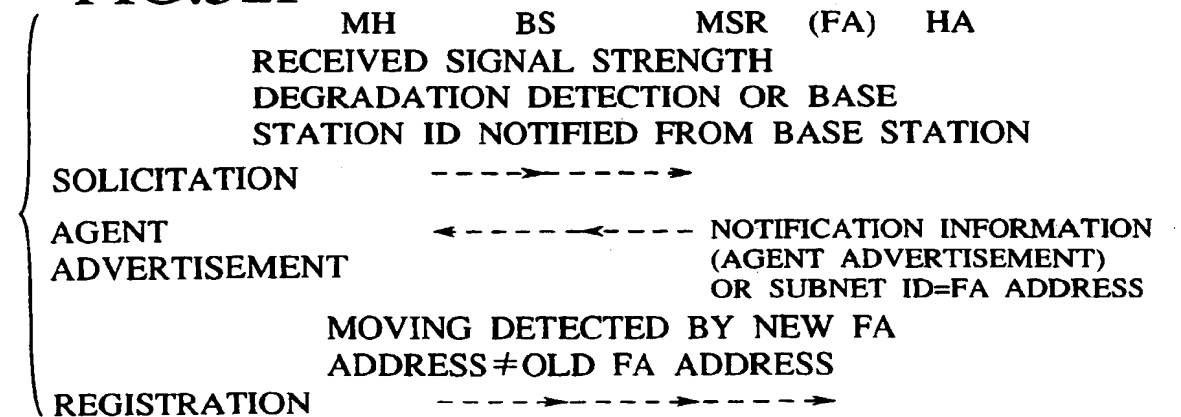 MH BS MSR (FA) HA
RECEIVED SIGNAL STRENGTH
DEGRADATION DETECTION OR BASE
STATION ID NOTIFIED FROM BASE STATION
SOLICITATION
AGENT
ADVERTISEMENT
NOTIFICATION INFORMATION
(AGENT ADVERTISEMENT)
OR SUBNET ID=FA ADDRESS
MOVING DETECTED BY NEW FA
ADDRESS≠OLD FA ADDRESS
REGISTRATION